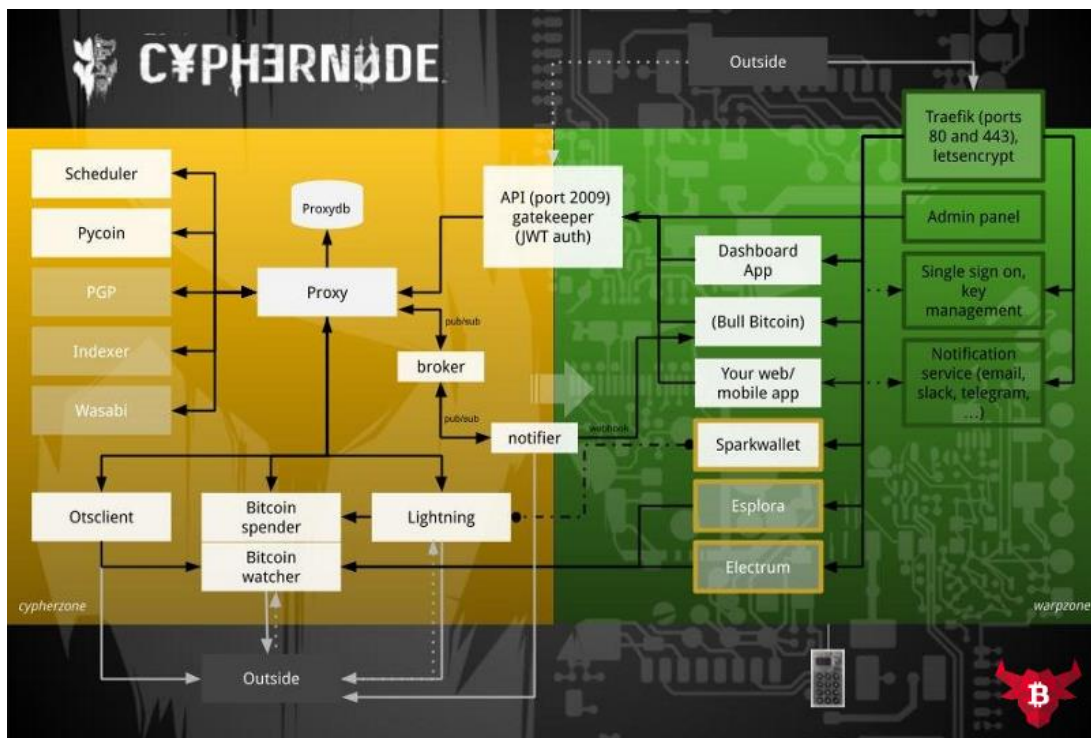 C¥PHƎRNODE
Outside
Traefik (ports
80 and 443),
letsencrypt
Scheduler
API (port 2009)
gatekeeper
(JWT auth)
Proxydb
Admin panel
Pycoin
Dashboard
App
Single sign on,
key
management
PGP
Proxy
pub/sub
(Bull Bitcoin)
Indexer
broker
Notification
service (email,
slack, telegram,
...)
Your web/
mobile app
Wasabi
pub/sub
notifier
webhook
Sparkwallet
Otsclient
Bitcoin
spender
Lightning
Esplora
Bitcoin
watcher
Electrum
cypherzone
warpzone
Outside